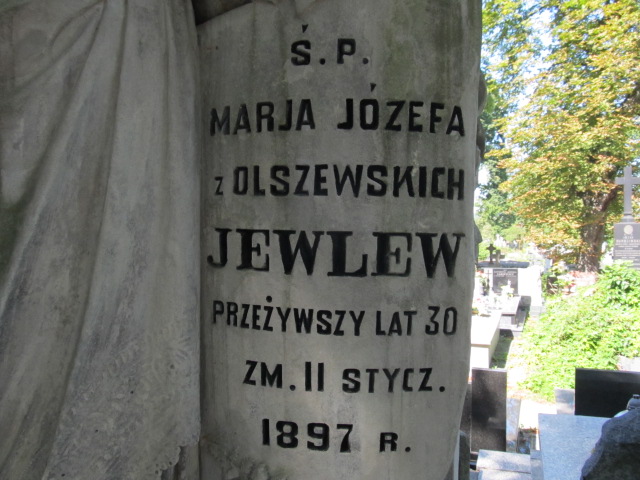 Ś.P.
MARJA JÓZEFA
z OLSZEWSKICH
JEWLEW
PRZEŻYWSZY LAT 30
ZM. 11 STYCZ.
1897 R.